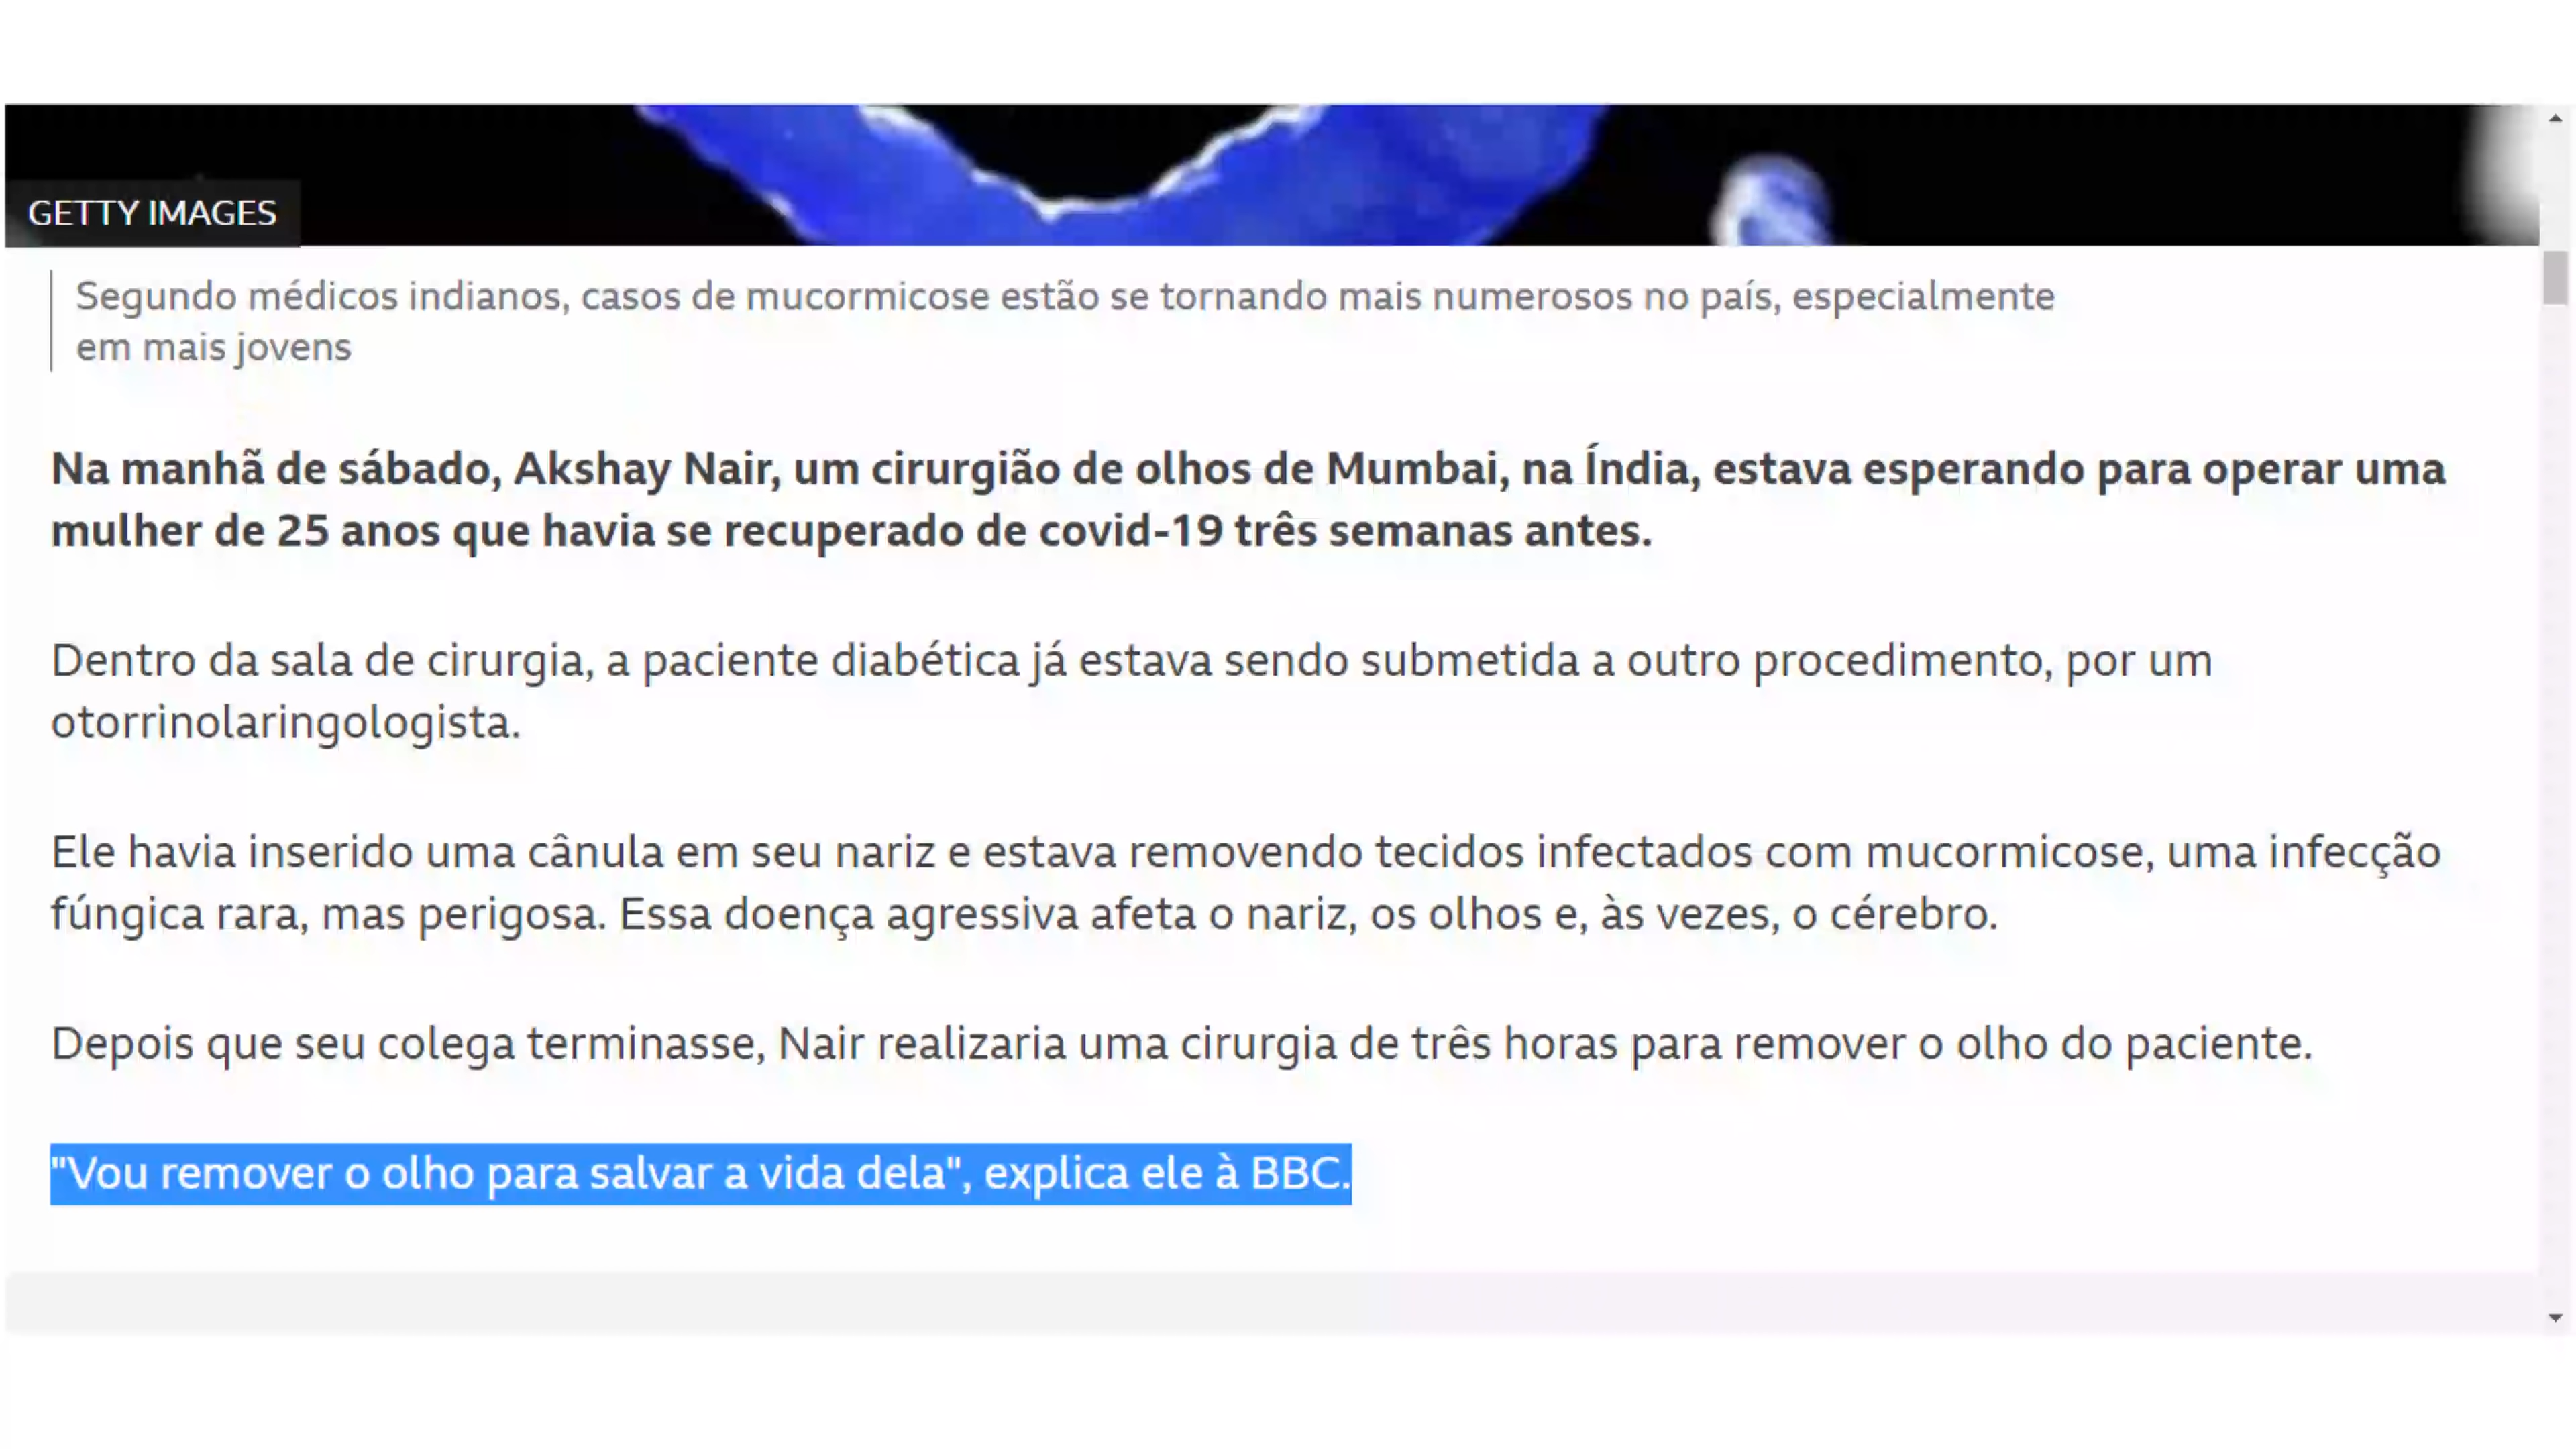 GETTY IMAGES
Segundo médicos indianos, casos de mucormicose estão se tornando mais numerosos no país, especialmente
em mais jovens
Na manhã de sábado, Akshay Nair, um cirurgião de olhos de Mumbai, na Índia, estava esperando para operar uma
mulher de 25 anos que havia se recuperado de covid-19 três semanas antes.
Dentro da sala de cirurgia, a paciente diabética já estava sendo submetida a outro procedimento, por um
otorrinolaringologista.
Ele havia inserido uma cânula em seu nariz e estava removendo tecidos infectados com mucormicose, uma infecção
fúngica rara, mas perigosa. Essa doença agressiva afeta o nariz, os olhos e, às vezes, o cérebro.
Depois que seu colega terminasse, Nair realizaria uma cirurgia de três horas para remover o olho do paciente.
"Vou remover o olho para salvar a vida dela", explica ele à BBC.